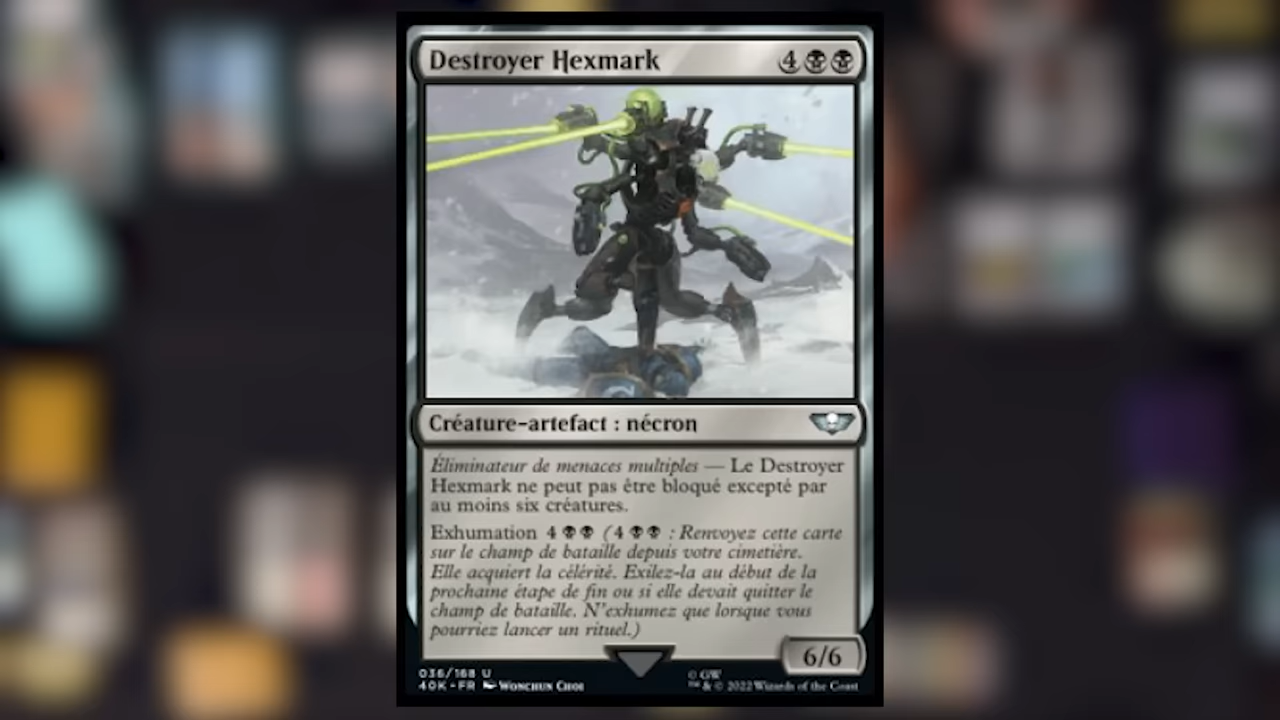 Destroyer Hexmark 4
Créature-artefact : nécron
Éliminateur de menaces multiples — Le Destroyer
Hexmark ne peut pas être bloqué excepté par
au moins six créatures.
Exhumation 4 (4 : Renvoyez cette carte
sur le champ de bataille depuis votre cimetière.
Elle acquiert la célérité. Exilez-la au début de la
prochaine étape de fin ou si elle devait quitter le
champ de bataille. N'exhumez que lorsque vous
pourriez lancer un rituel.)
6/6
036/168 U
40K - FR Wonchun Choi
© GW
™ & © 2022 Wizards of the Coast